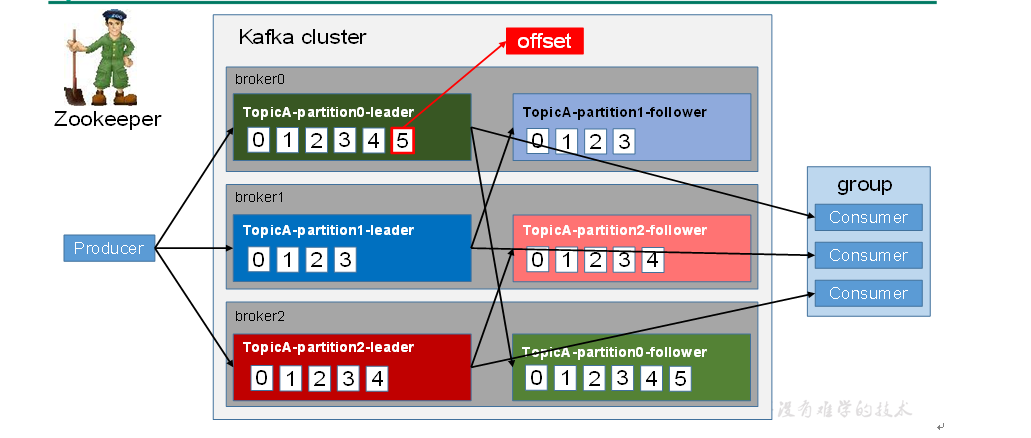 Zookeeper
Producer
Kafka cluster
offset
broker0
TopicA-partition0-leader
0 1 2 3 4 5
TopicA-partition1-follower
0 1 2 3
broker1
TopicA-partition1-leader
0 1 2 3
TopicA-partition2-follower
0 1 2 3 4
broker2
TopicA-partition2-leader
0 1 2 3 4
TopicA-partition0-follower
0 1 2 3 4 5
group
Consumer
Consumer
Consumer
没有难学的技术